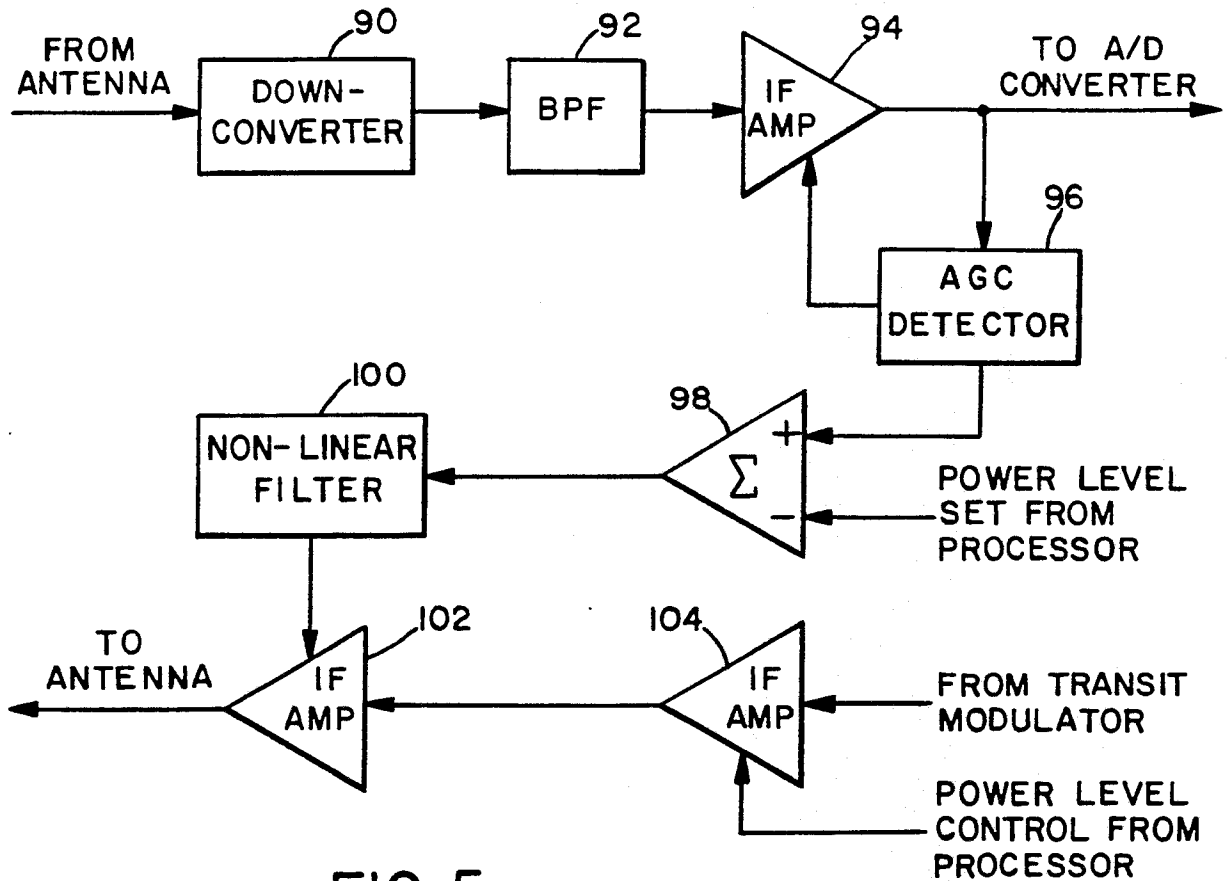 90
92
94
FROM
ANTENNA
DOWN-
CONVERTER
BPF
IF
AMP
TO A/D
CONVERTER
96
AGC
DETECTOR
100
NON-LINEAR
FILTER
98
+
Σ
-
POWER LEVEL
SET FROM
PROCESSOR
TO
ANTENNA
102
IF
AMP
104
IF
AMP
FROM TRANSIT
MODULATOR
POWER LEVEL
CONTROL FROM
PROCESSOR